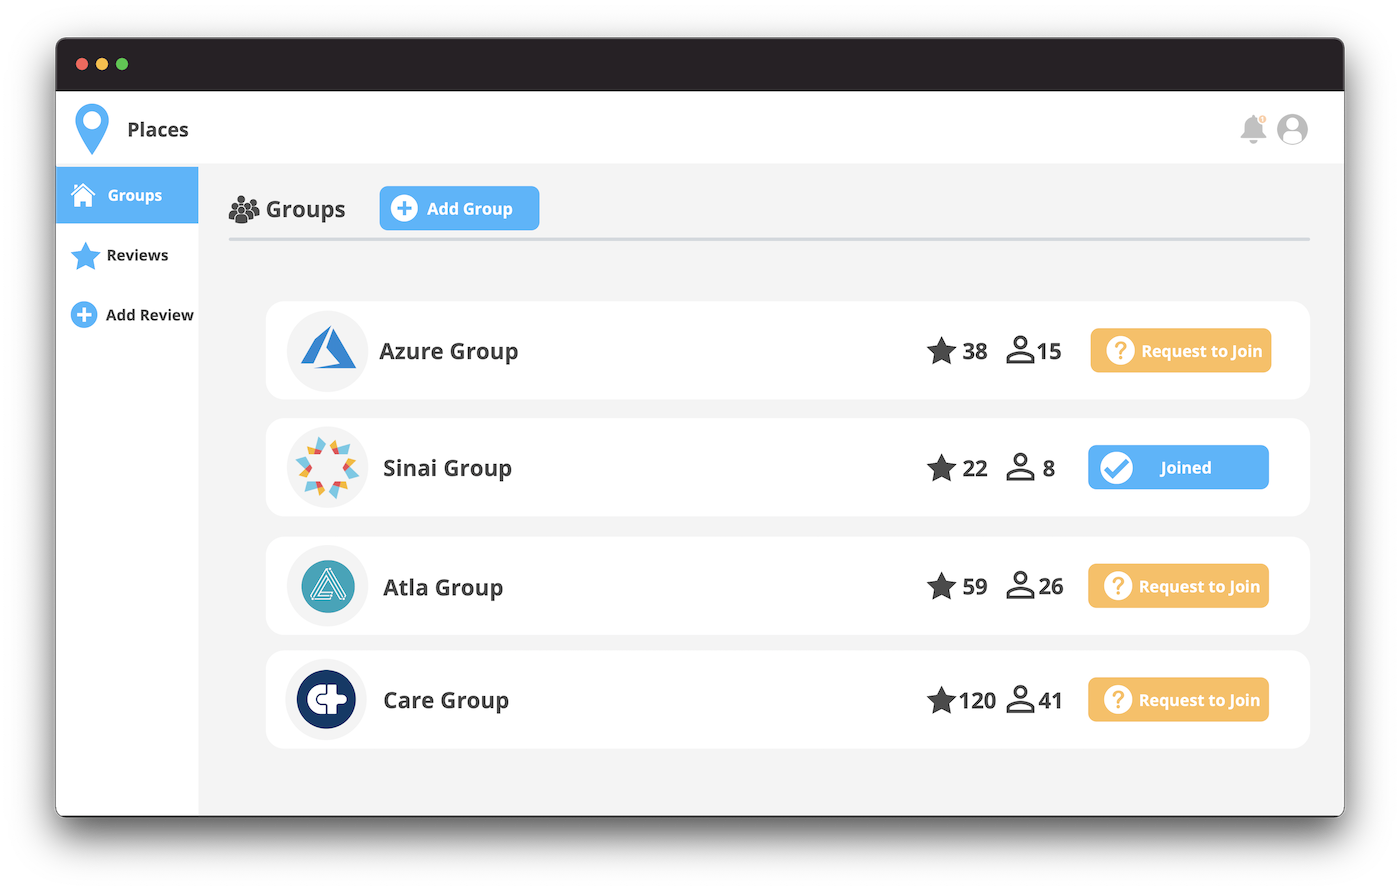 Places
Groups
Reviews
Add Review
Groups
Add Group
Azure Group 38 15 Request to Join
Sinai Group 22 8 Joined
Atla Group 59 26 Request to Join
Care Group 120 41 Request to Join